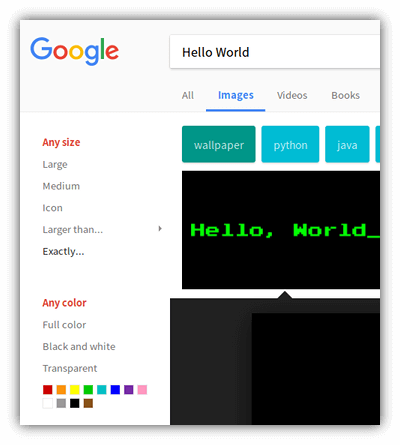 Google
Hello World
All Images Videos Books
Any size
Large
Medium
Icon
Larger than...
Exactly...
wallpaper python java
Hello, World_
Any color
Full color
Black and white
Transparent